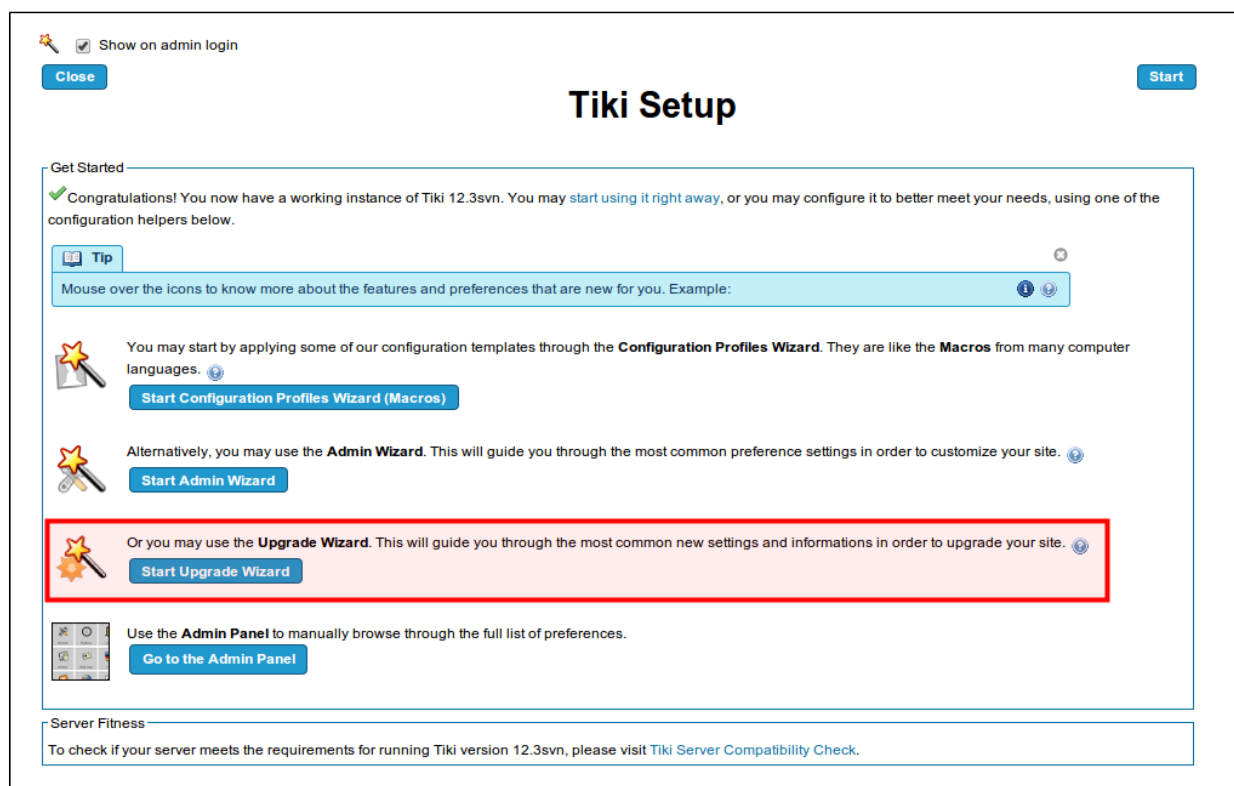 Show on admin login
Close
Start
Tiki Setup
Get Started
Congratulations! You now have a working instance of Tiki 12.3svn. You may start using it right away, or you may configure it to better meet your needs, using one of the
configuration helpers below.
Tip
Mouse over the icons to know more about the features and preferences that are new for you. Example:
You may start by applying some of our configuration templates through the Configuration Profiles Wizard. They are like the Macros from many computer
languages.
Start Configuration Profiles Wizard (Macros)
Alternatively, you may use the Admin Wizard. This will guide you through the most common preference settings in order to customize your site.
Start Admin Wizard
Or you may use the Upgrade Wizard. This will guide you through the most common new settings and informations in order to upgrade your site.
Start Upgrade Wizard
Use the Admin Panel to manually browse through the full list of preferences.
Go to the Admin Panel
Server Fitness
To check if your server meets the requirements for running Tiki version 12.3svn, please visit Tiki Server Compatibility Check.